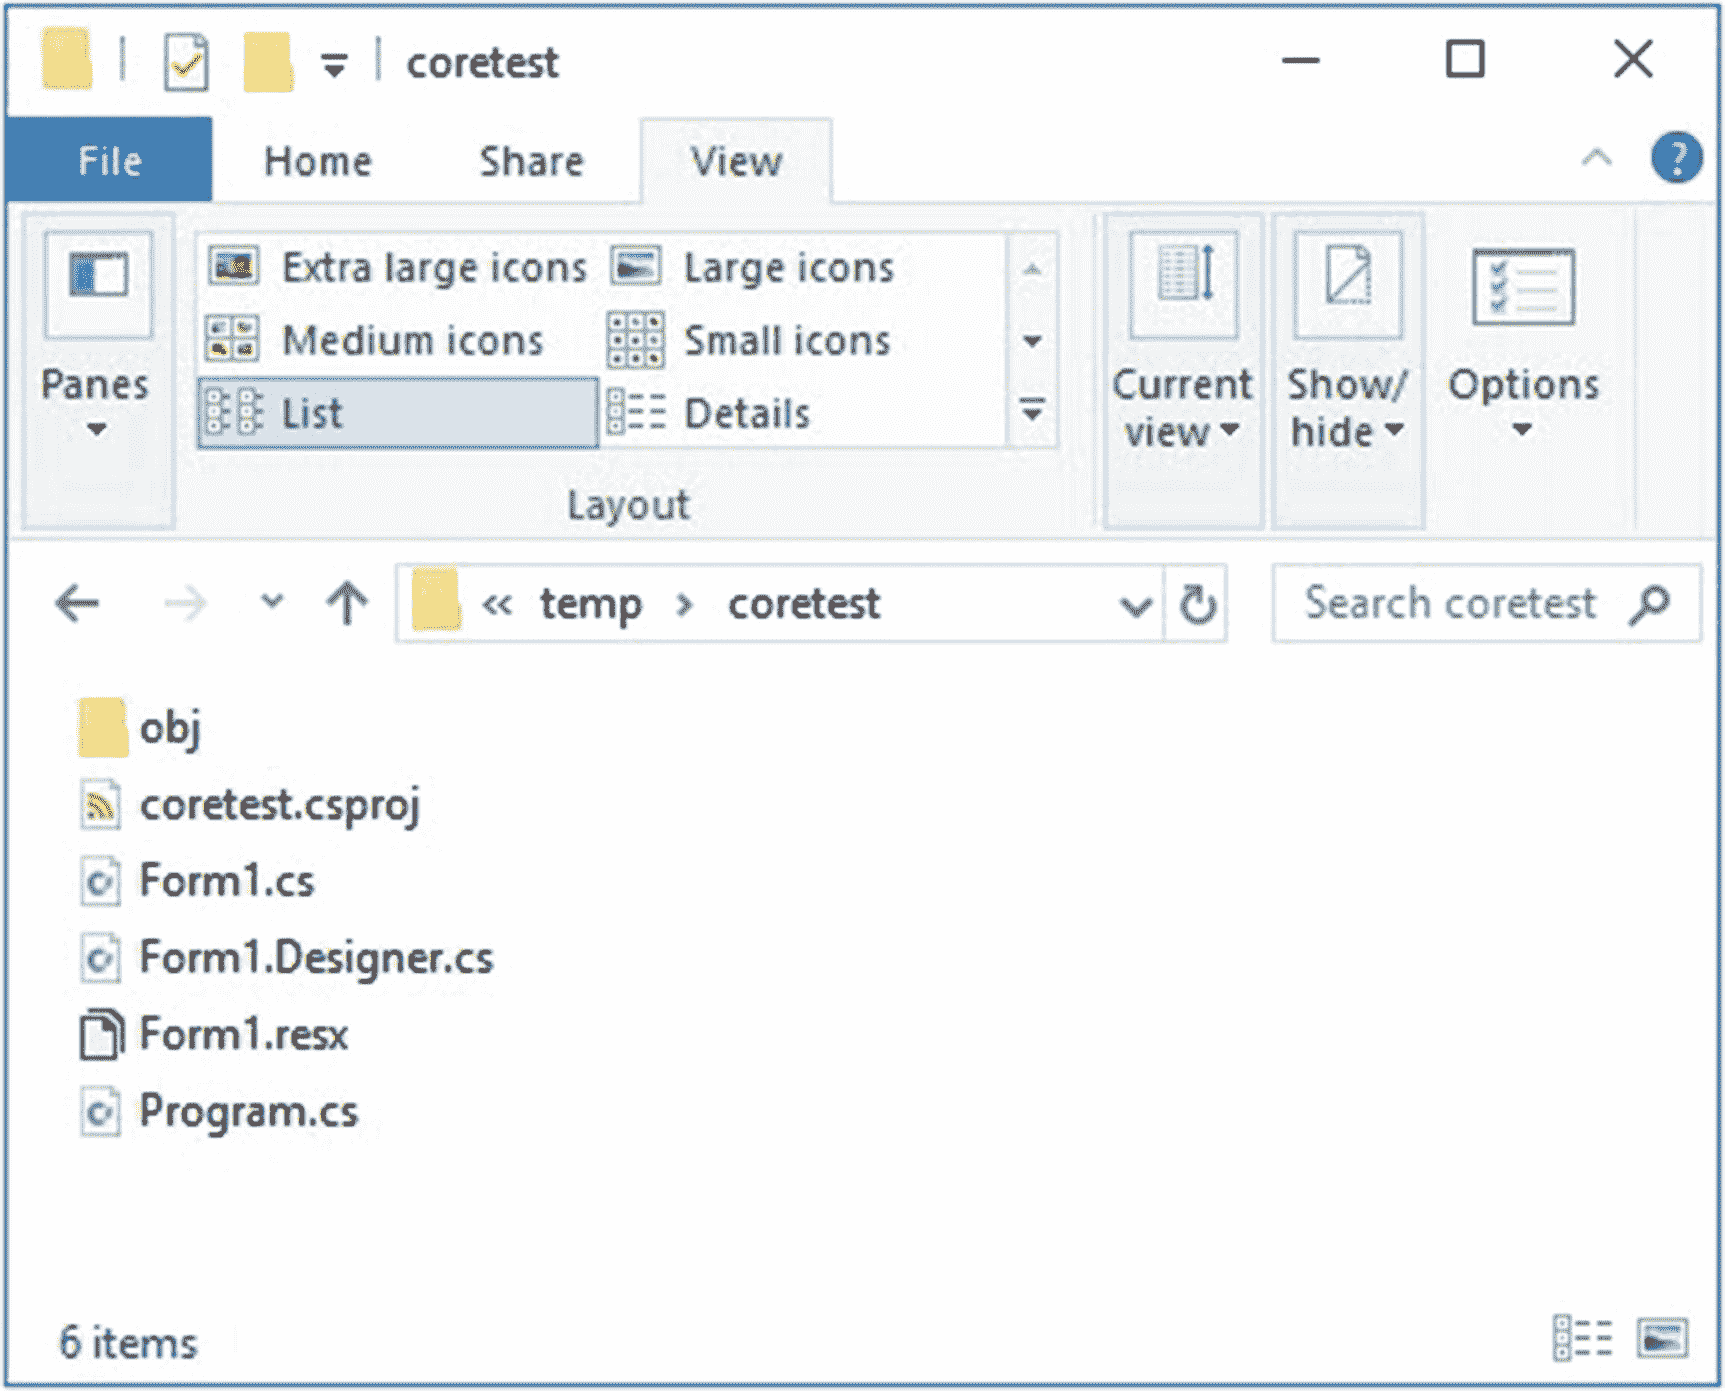 coretest
File Home Share View
Extra large icons Large icons
Medium icons Small icons
List Details
Panes
Current view
Show/ hide
Options
Layout
« temp > coretest
Search coretest
obj
coretest.csproj
Form1.cs
Form1.Designer.cs
Form1.resx
Program.cs
6 items